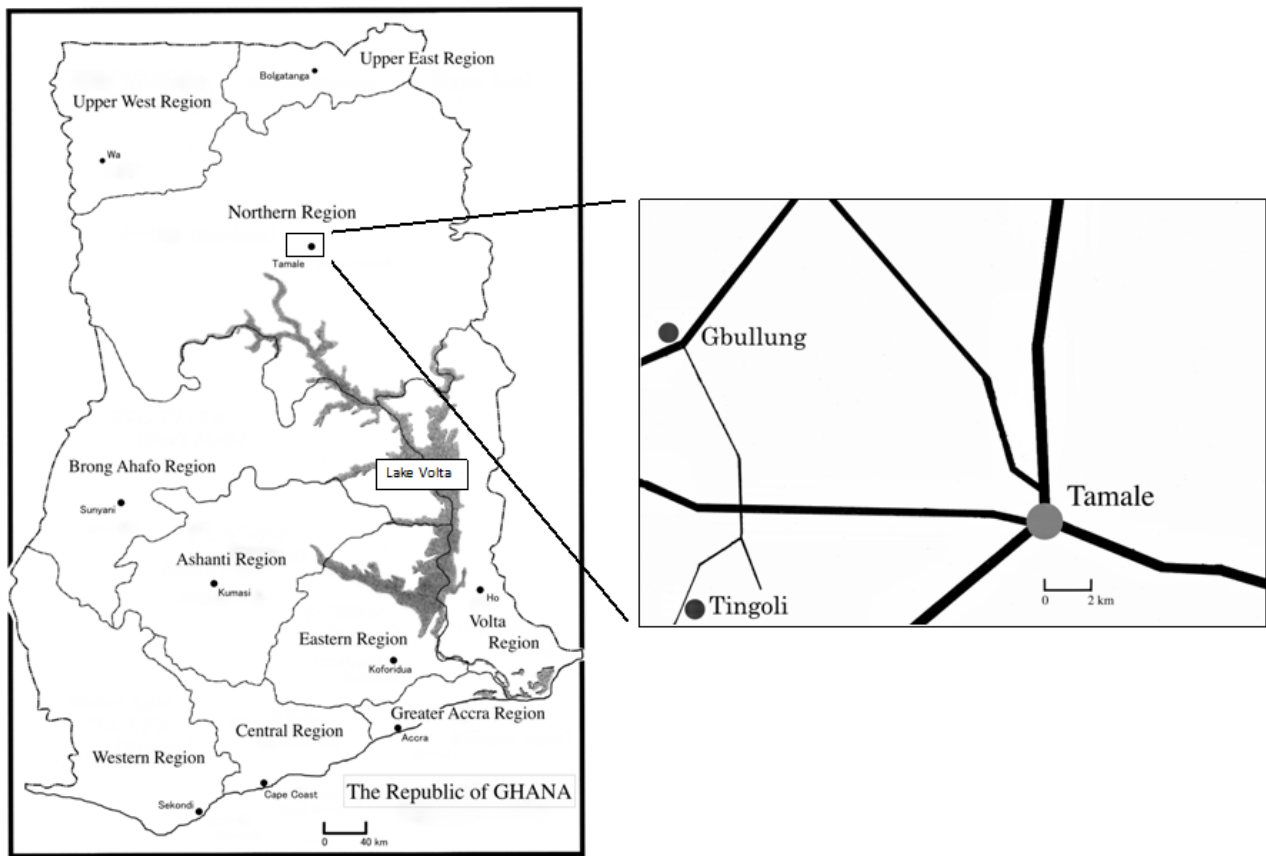 Upper East Region
Bolgatanga
Upper West Region
Wa
Northern Region
Tamale
Lake Volta
Brong Ahafo Region
Sunyani
Ashanti Region
Kumasi
Ho
Volta
Region
Eastern Region
Koforidua
Greater Accra Region
Accra
Central Region
Western Region
Cape Coast
Sekondi
The Republic of GHANA
0 40 km
Gbullung
Tamale
0 2 km
Tingoli